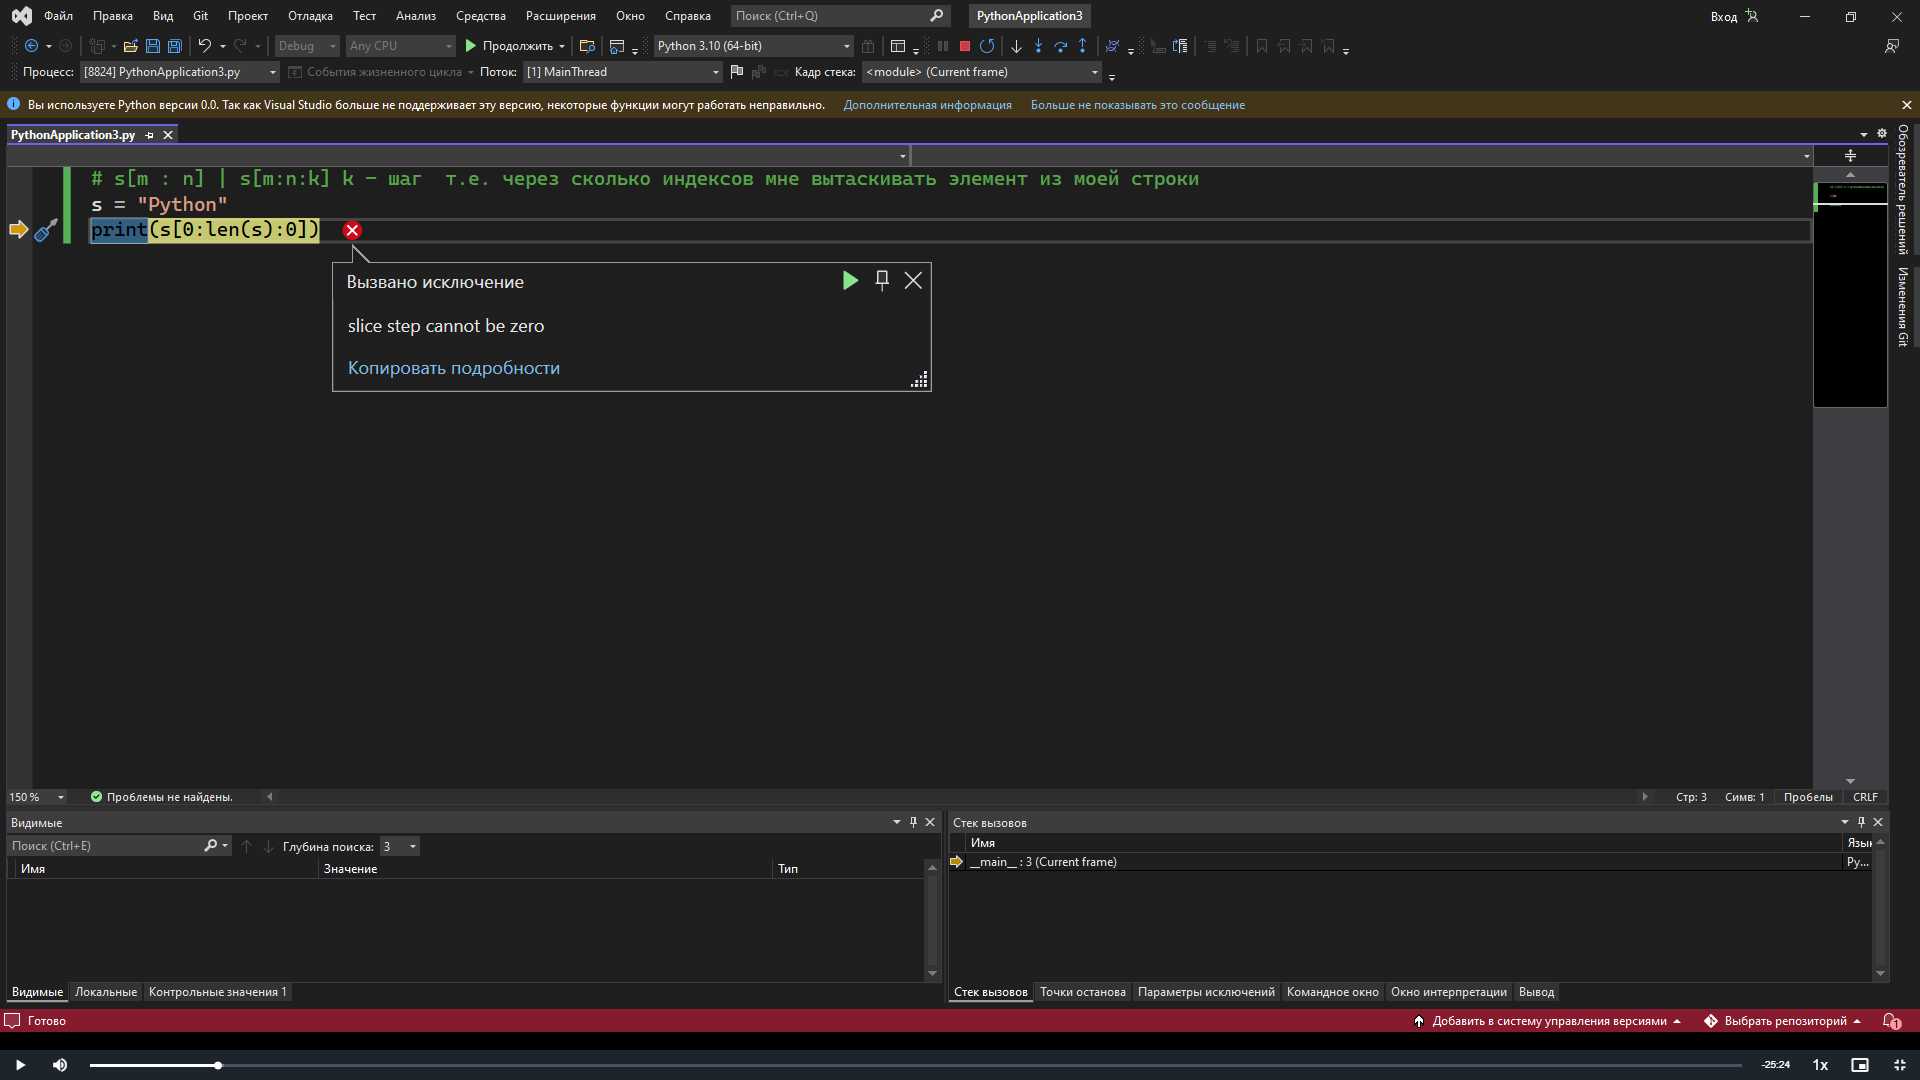 Файл Правка Вид Git Проект Отладка Тест Анализ Средства Расширения Окно Справка Поиск (Ctrl+Q) PythonApplication3 Вход
Debug Any CPU Продолжить Python 3.10 (64-bit)
Процесс: [8824] PythonApplication3.py События жизненного цикла Поток: [1] MainThread Кадр стека: <module> (Current frame)
Вы используете Python версии 0.0. Так как Visual Studio больше не поддерживает эту версию, некоторые функции могут работать неправильно. Дополнительная информация Больше не показывать это сообщение
PythonApplication3.py
# s[m : n] | s[m:n:k] k - шаг  т.е. через сколько индексов мне вытаскивать элемент из моей строки
s = "Python"
print(s[0:len(s):0])
Вызвано исключение
slice step cannot be zero
Копировать подробности
Обозреватель решений
Изменения Git
150 % Проблемы не найдены. Стр: 3 Симв: 1 Пробелы CRLF
Видимые
Поиск (Ctrl+E) Глубина поиска: 3
Имя Значение Тип
Видимые Локальные Контрольные значения 1
Стек вызовов
Имя Язык
__main__ : 3 (Current frame) Py...
Стек вызовов Точки останова Параметры исключений Командное окно Окно интерпретации Вывод
Готово Добавить в систему управления версиями Выбрать репозиторий 1
-25:24 1x